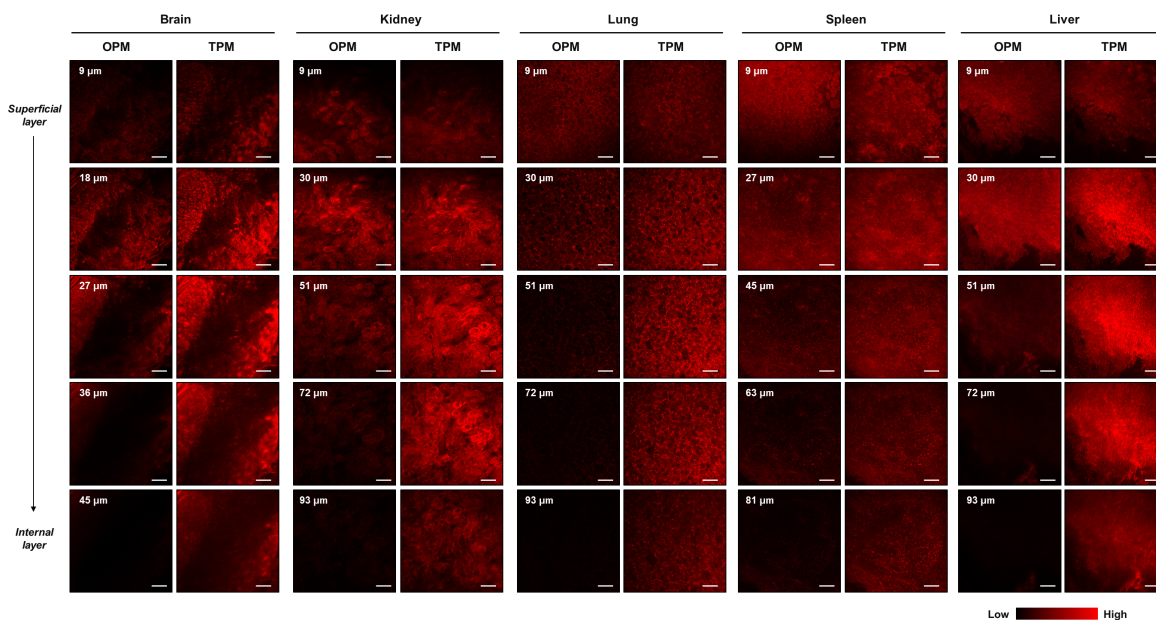 Brain Kidney Lung Spleen Liver
OPM TPM OPM TPM OPM TPM OPM TPM OPM TPM
9 μm 9 μm 9 μm 9 μm 9 μm
Superficial
layer
18 μm 30 μm 30 μm 27 μm 30 μm
27 μm 51 μm 51 μm 45 μm 51 μm
36 μm 72 μm 72 μm 63 μm 72 μm
45 μm 93 μm 93 μm 81 μm 93 μm
Internal
layer
Low High